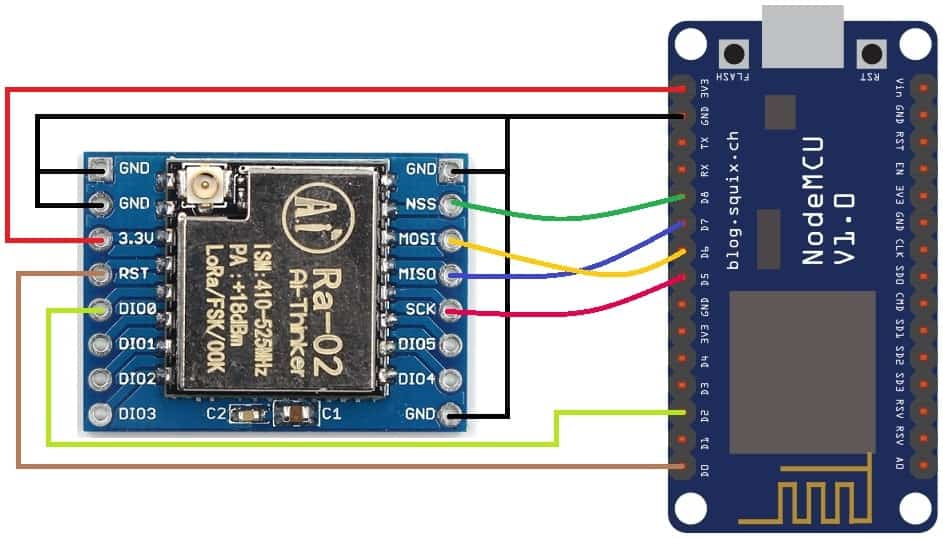 GND
GND
3.3V
RST
DIO0
DIO1
DIO2
DIO3
GND
NSS
MOSI
MISO
SCK
DIO5
DIO4
GND
C2
C1
Ai
Ra-02
Ai-Thinker
ISM:410-525MHz
PA:+18dBm
LoRa/FSK/OOK
FLASH
RST
3V3
GND
TX
RX
D8
D7
D6
D5
GND
3V3
D4
D3
D2
D1
D0
blog.squix.ch
NodeMCU
V1.0
Vin
GND
RST
EN
3V3
GND
CLK
SD0
CMD
SD1
SD2
SD3
RSV
RSV
A0